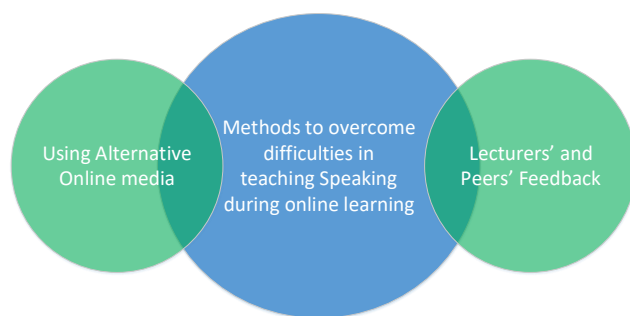 Using Alternative
Online media
Methods to overcome
difficulties in
teaching Speaking
during online learning
Lecturers’ and
Peers’ Feedback